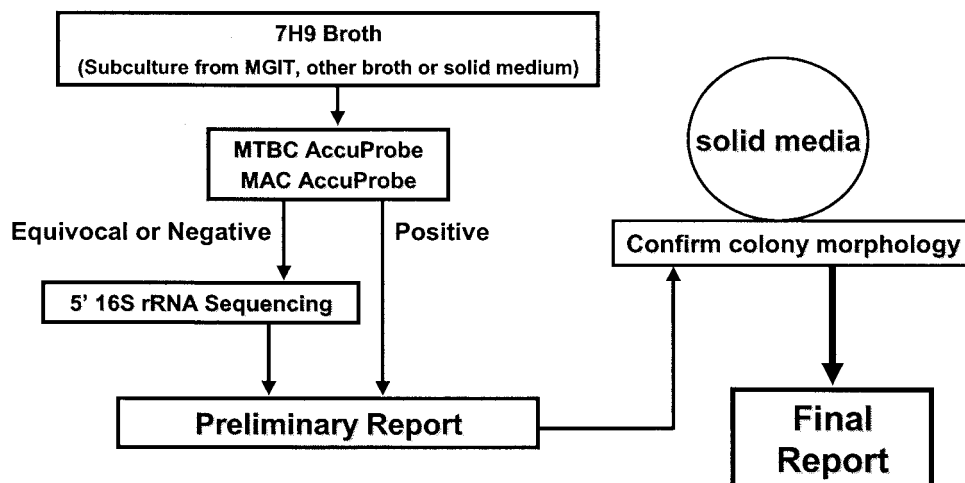 7H9 Broth
(Subculture from MGIT, other broth or solid medium)
MTBC AccuProbe
MAC AccuProbe
Equivocal or Negative
Positive
5' 16S rRNA Sequencing
Preliminary Report
solid media
Confirm colony morphology
Final
Report